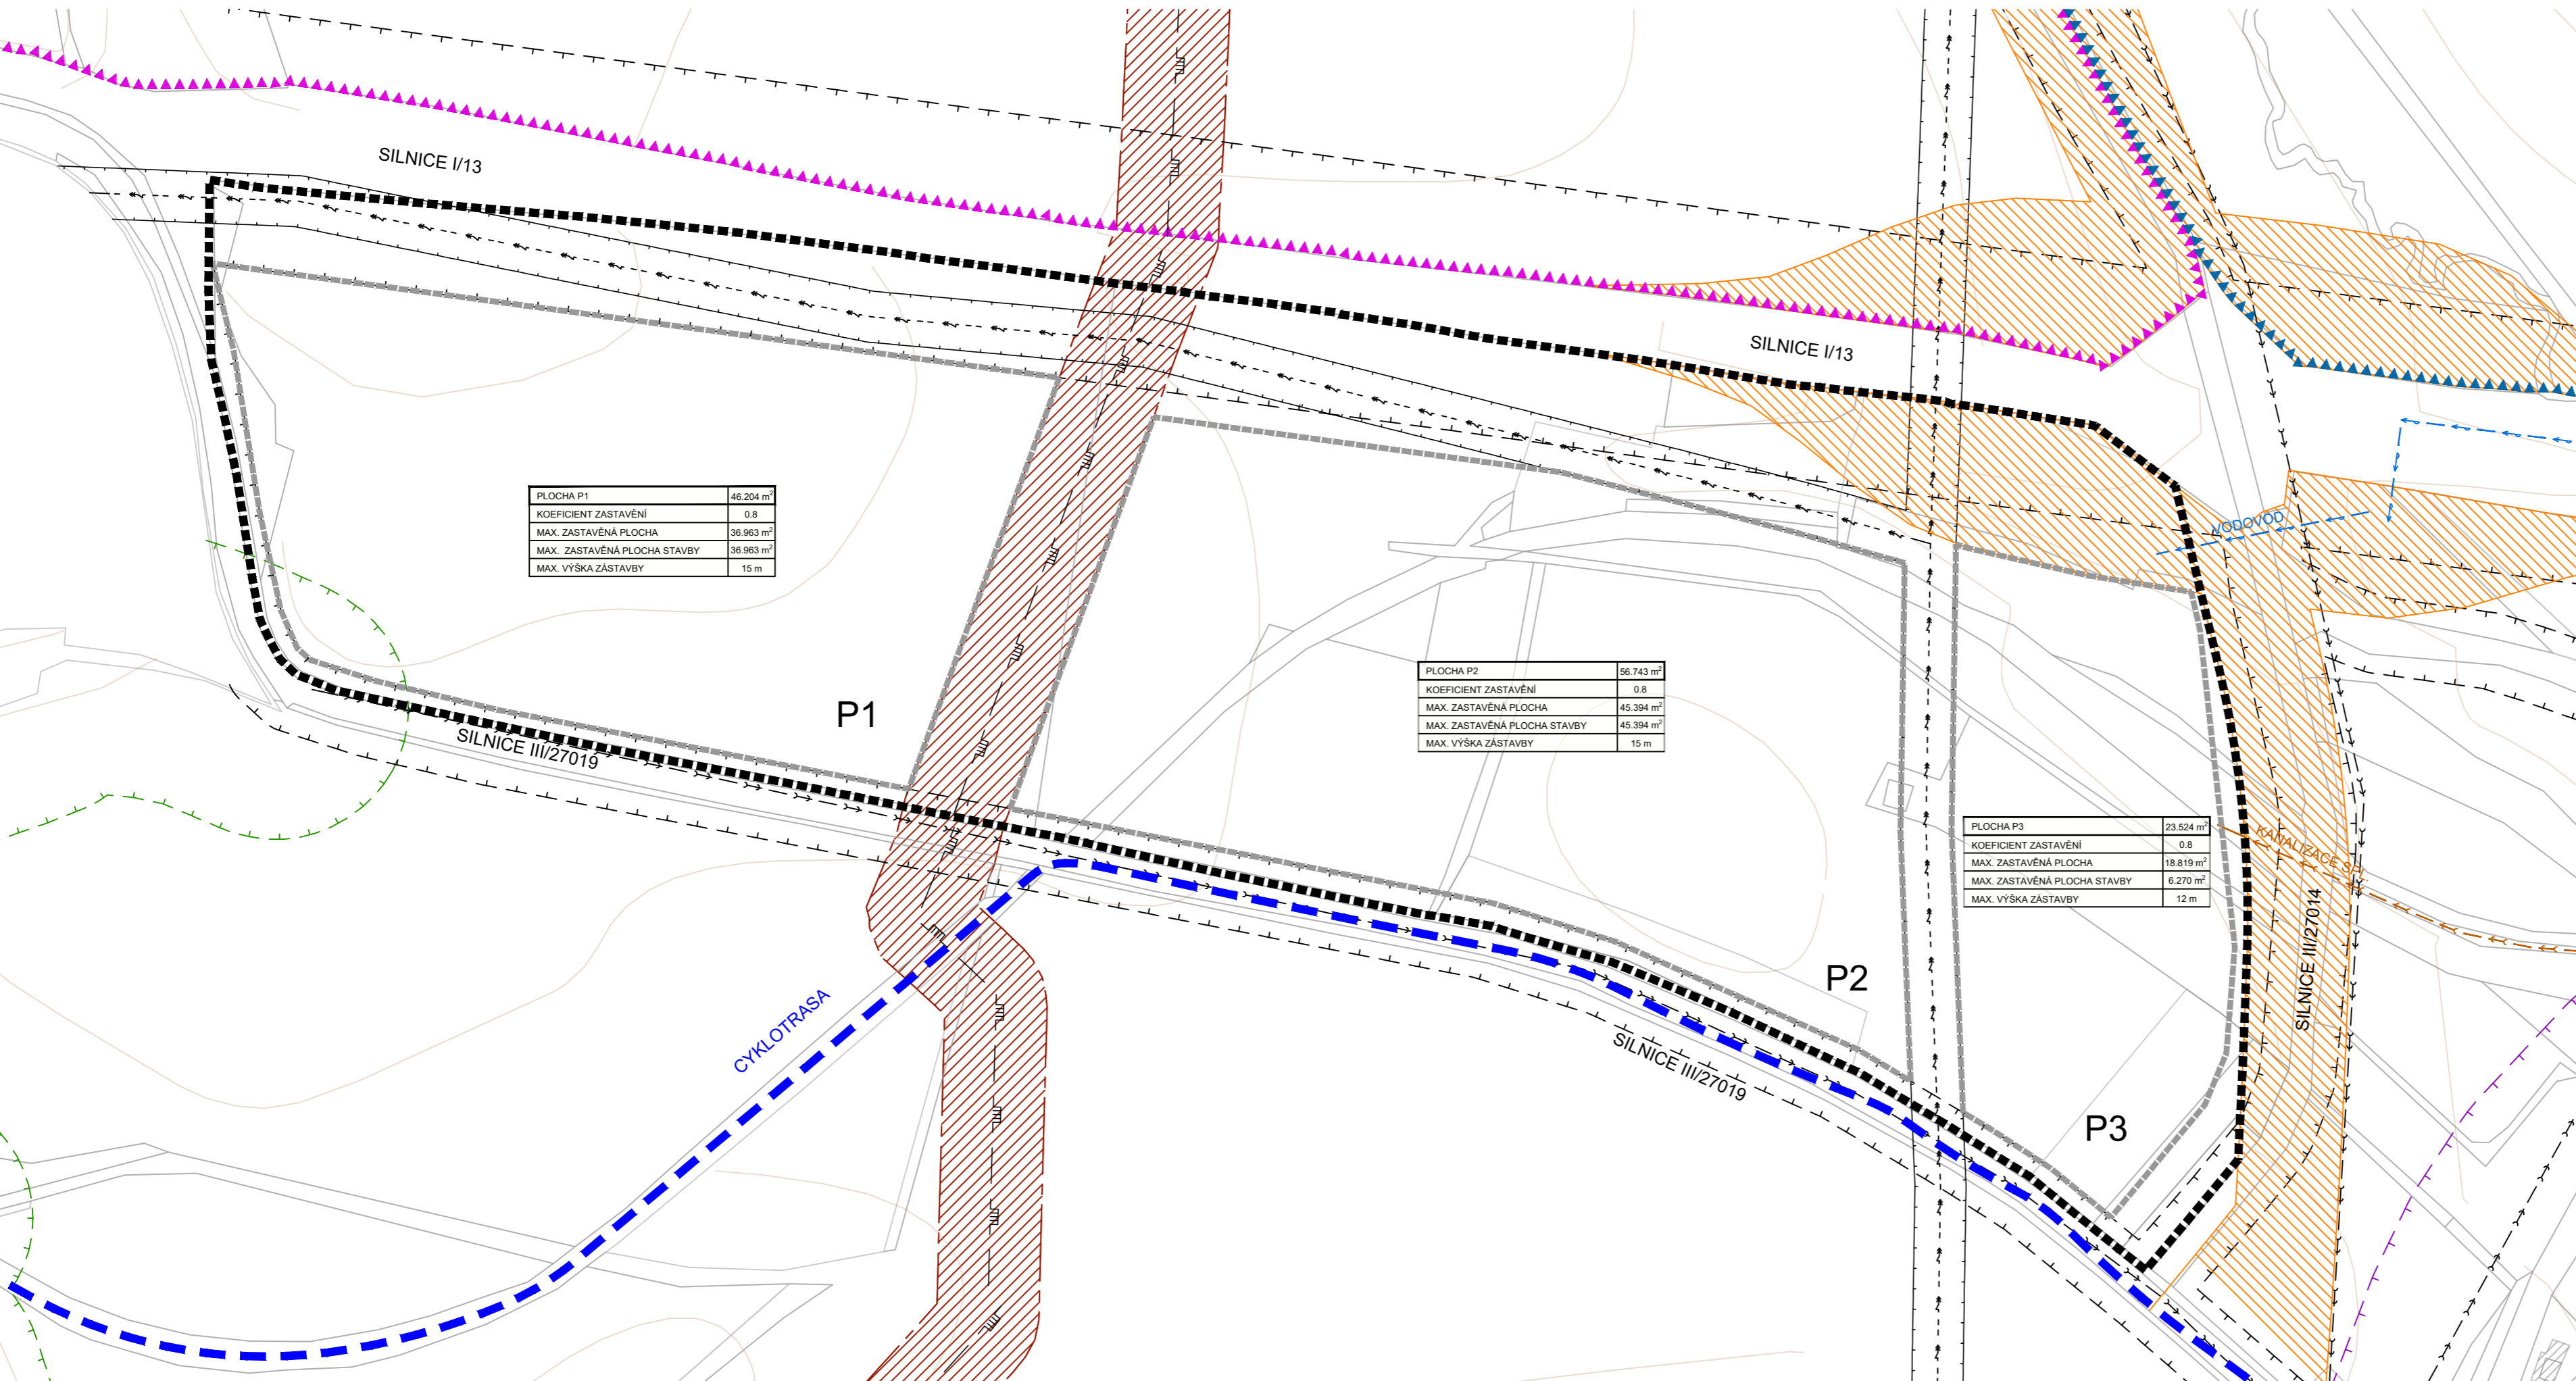 SILNICE I/13
SILNICE I/13
PLOCHA P1 46.204 m²
KOEFICIENT ZASTAVĚNÍ 0.8
MAX. ZASTAVĚNÁ PLOCHA 36.963 m²
MAX. ZASTAVĚNÁ PLOCHA STAVBY 36.963 m²
MAX. VÝŠKA ZÁSTAVBY 15 m
VODOVOD
P1
SILNICE III/27019
PLOCHA P2 56.743 m²
KOEFICIENT ZASTAVĚNÍ 0.8
MAX. ZASTAVĚNÁ PLOCHA 45.394 m²
MAX. ZASTAVĚNÁ PLOCHA STAVBY 45.394 m²
MAX. VÝŠKA ZÁSTAVBY 15 m
PLOCHA P3 23.524 m²
KOEFICIENT ZASTAVĚNÍ 0.8
MAX. ZASTAVĚNÁ PLOCHA 18.819 m²
MAX. ZASTAVĚNÁ PLOCHA STAVBY 6.270 m²
MAX. VÝŠKA ZÁSTAVBY 12 m
KANALIZACE
SILNICE III/27014
P2
CYKLOTRASA
SILNICE III/27019
P3